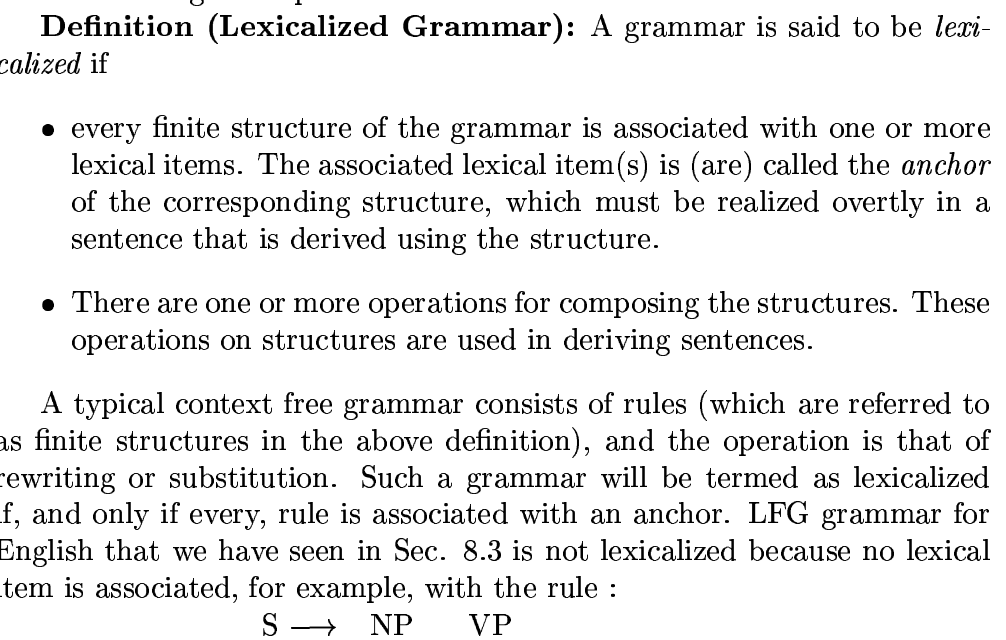 Definition (Lexicalized Grammar): A grammar is said to be lexi-
calized if
• every finite structure of the grammar is associated with one or more
lexical items. The associated lexical item(s) is (are) called the anchor
of the corresponding structure, which must be realized overtly in a
sentence that is derived using the structure.
• There are one or more operations for composing the structures. These
operations on structures are used in deriving sentences.
A typical context free grammar consists of rules (which are referred to
as finite structures in the above definition), and the operation is that of
rewriting or substitution. Such a grammar will be termed as lexicalized
if, and only if every, rule is associated with an anchor. LFG grammar for
English that we have seen in Sec. 8.3 is not lexicalized because no lexical
item is associated, for example, with the rule :
S ⟶ NP VP